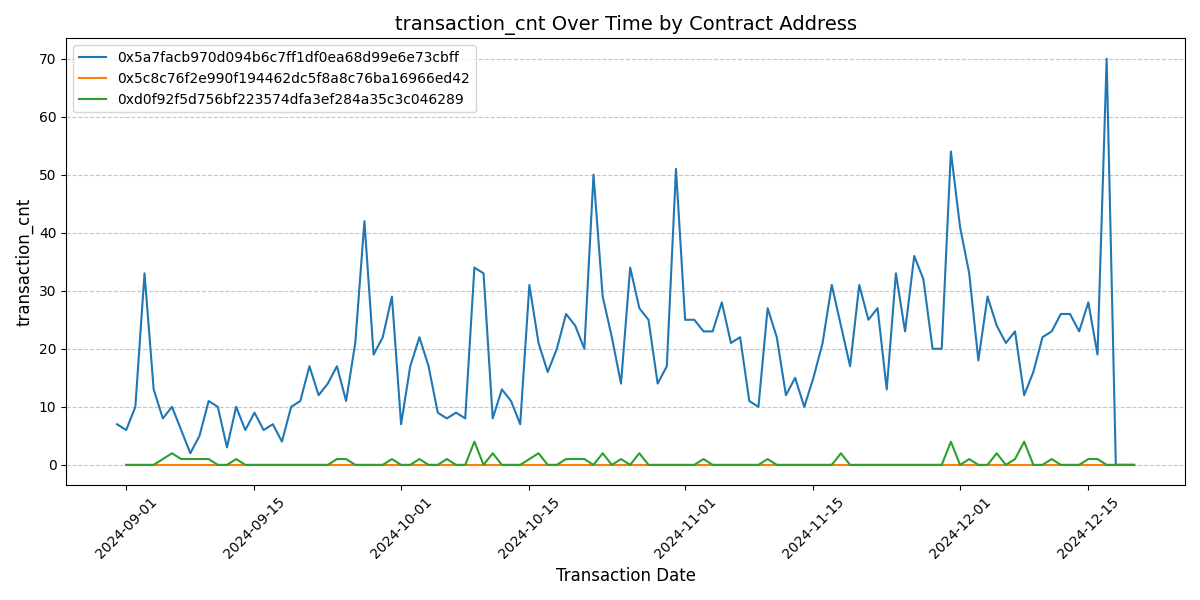 transaction_cnt Over Time by Contract Address
0x5a7facb970d094b6c7ff1df0ea68d99e6e73cbff
0x5c8c76f2e990f194462dc5f8a8c76ba16966ed42
0xd0f92f5d756bf223574dfa3ef284a35c3c046289
transaction_cnt
70
60
50
40
30
20
10
0
2024-09-01
2024-09-15
2024-10-01
2024-10-15
2024-11-01
2024-11-15
2024-12-01
2024-12-15
Transaction Date